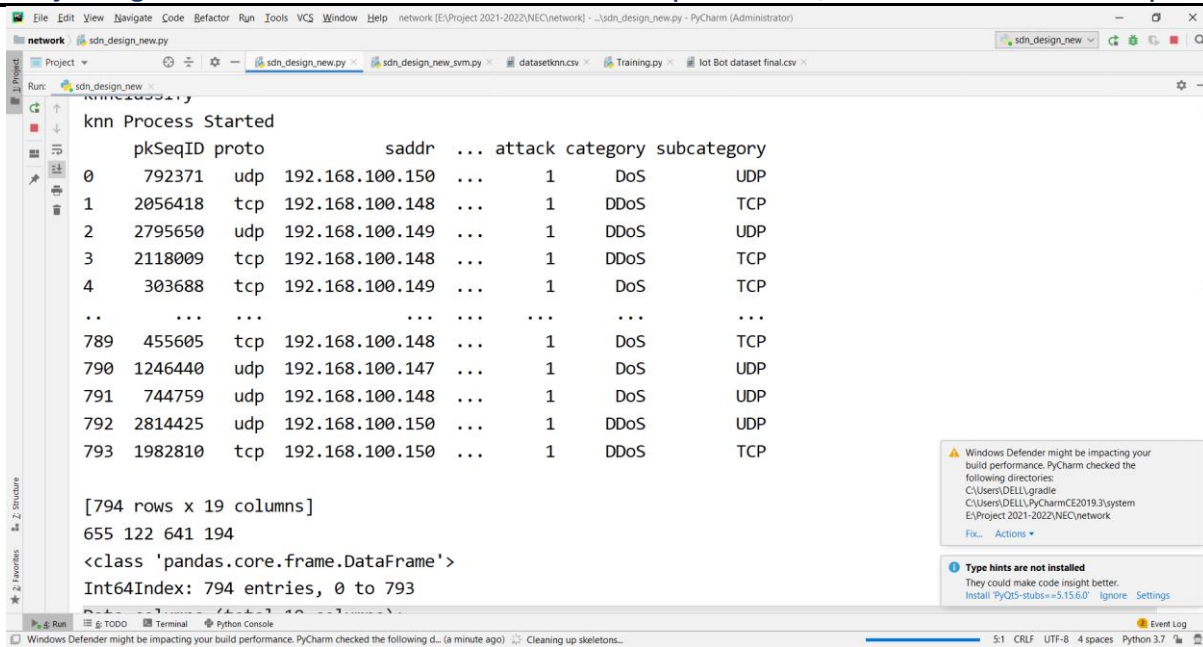 File Edit View Navigate Code Refactor Run Tools VCS Window Help network [E:\Project 2021-2022\NEC\network] - ...\sdn_design_new.py - PyCharm (Administrator)
network sdn_design_new.py sdn_design_new
Project sdn_design_new.py sdn_design_new_svm.py datasetknn.csv Training.py Iot Bot dataset final.csv
1: Project
Run: sdn_design_new
knn Process Started
pkSeqID proto saddr ... attack category subcategory
0 792371 udp 192.168.100.150 ... 1 DoS UDP
1 2056418 tcp 192.168.100.148 ... 1 DDoS TCP
2 2795650 udp 192.168.100.149 ... 1 DDoS UDP
3 2118009 tcp 192.168.100.148 ... 1 DDoS TCP
4 303688 tcp 192.168.100.149 ... 1 DoS TCP
.. ... ... ... ... ... ... ...
789 455605 tcp 192.168.100.148 ... 1 DoS TCP
790 1246440 udp 192.168.100.147 ... 1 DoS UDP
791 744759 udp 192.168.100.148 ... 1 DoS UDP
792 2814425 udp 192.168.100.150 ... 1 DDoS UDP
793 1982810 tcp 192.168.100.150 ... 1 DDoS TCP
[794 rows x 19 columns]
655 122 641 194
<class 'pandas.core.frame.DataFrame'>
Int64Index: 794 entries, 0 to 793
Windows Defender might be impacting your
build performance. PyCharm checked the
following directories:
C:\Users\DELL\.gradle
C:\Users\DELL\.PyCharmCE2019.3\system
E:\Project 2021-2022\NEC\network
Fix... Actions
Type hints are not installed
They could make code insight better.
Install 'PyQt5-stubs==5.15.6.0' Ignore Settings
Z: Structure
2: Favorites
4: Run 6: TODO Terminal Python Console 2 Event Log
Windows Defender might be impacting your build performance. PyCharm checked the following d... (a minute ago) Cleaning up skeletons... 5:1 CRLF UTF-8 4 spaces Python 3.7